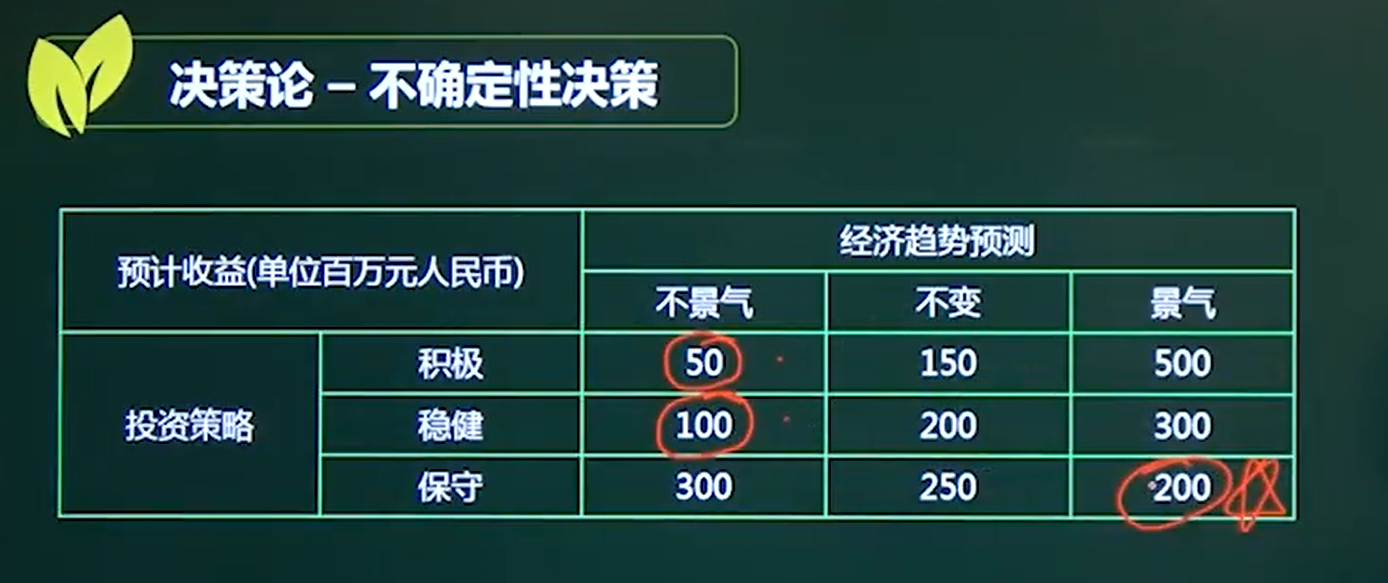 决策论 – 不确定性决策
预计收益(单位百万元人民币)
经济趋势预测
不景气 不变 景气
投资策略
积极 50 150 500
稳健 100 200 300
保守 300 250 200